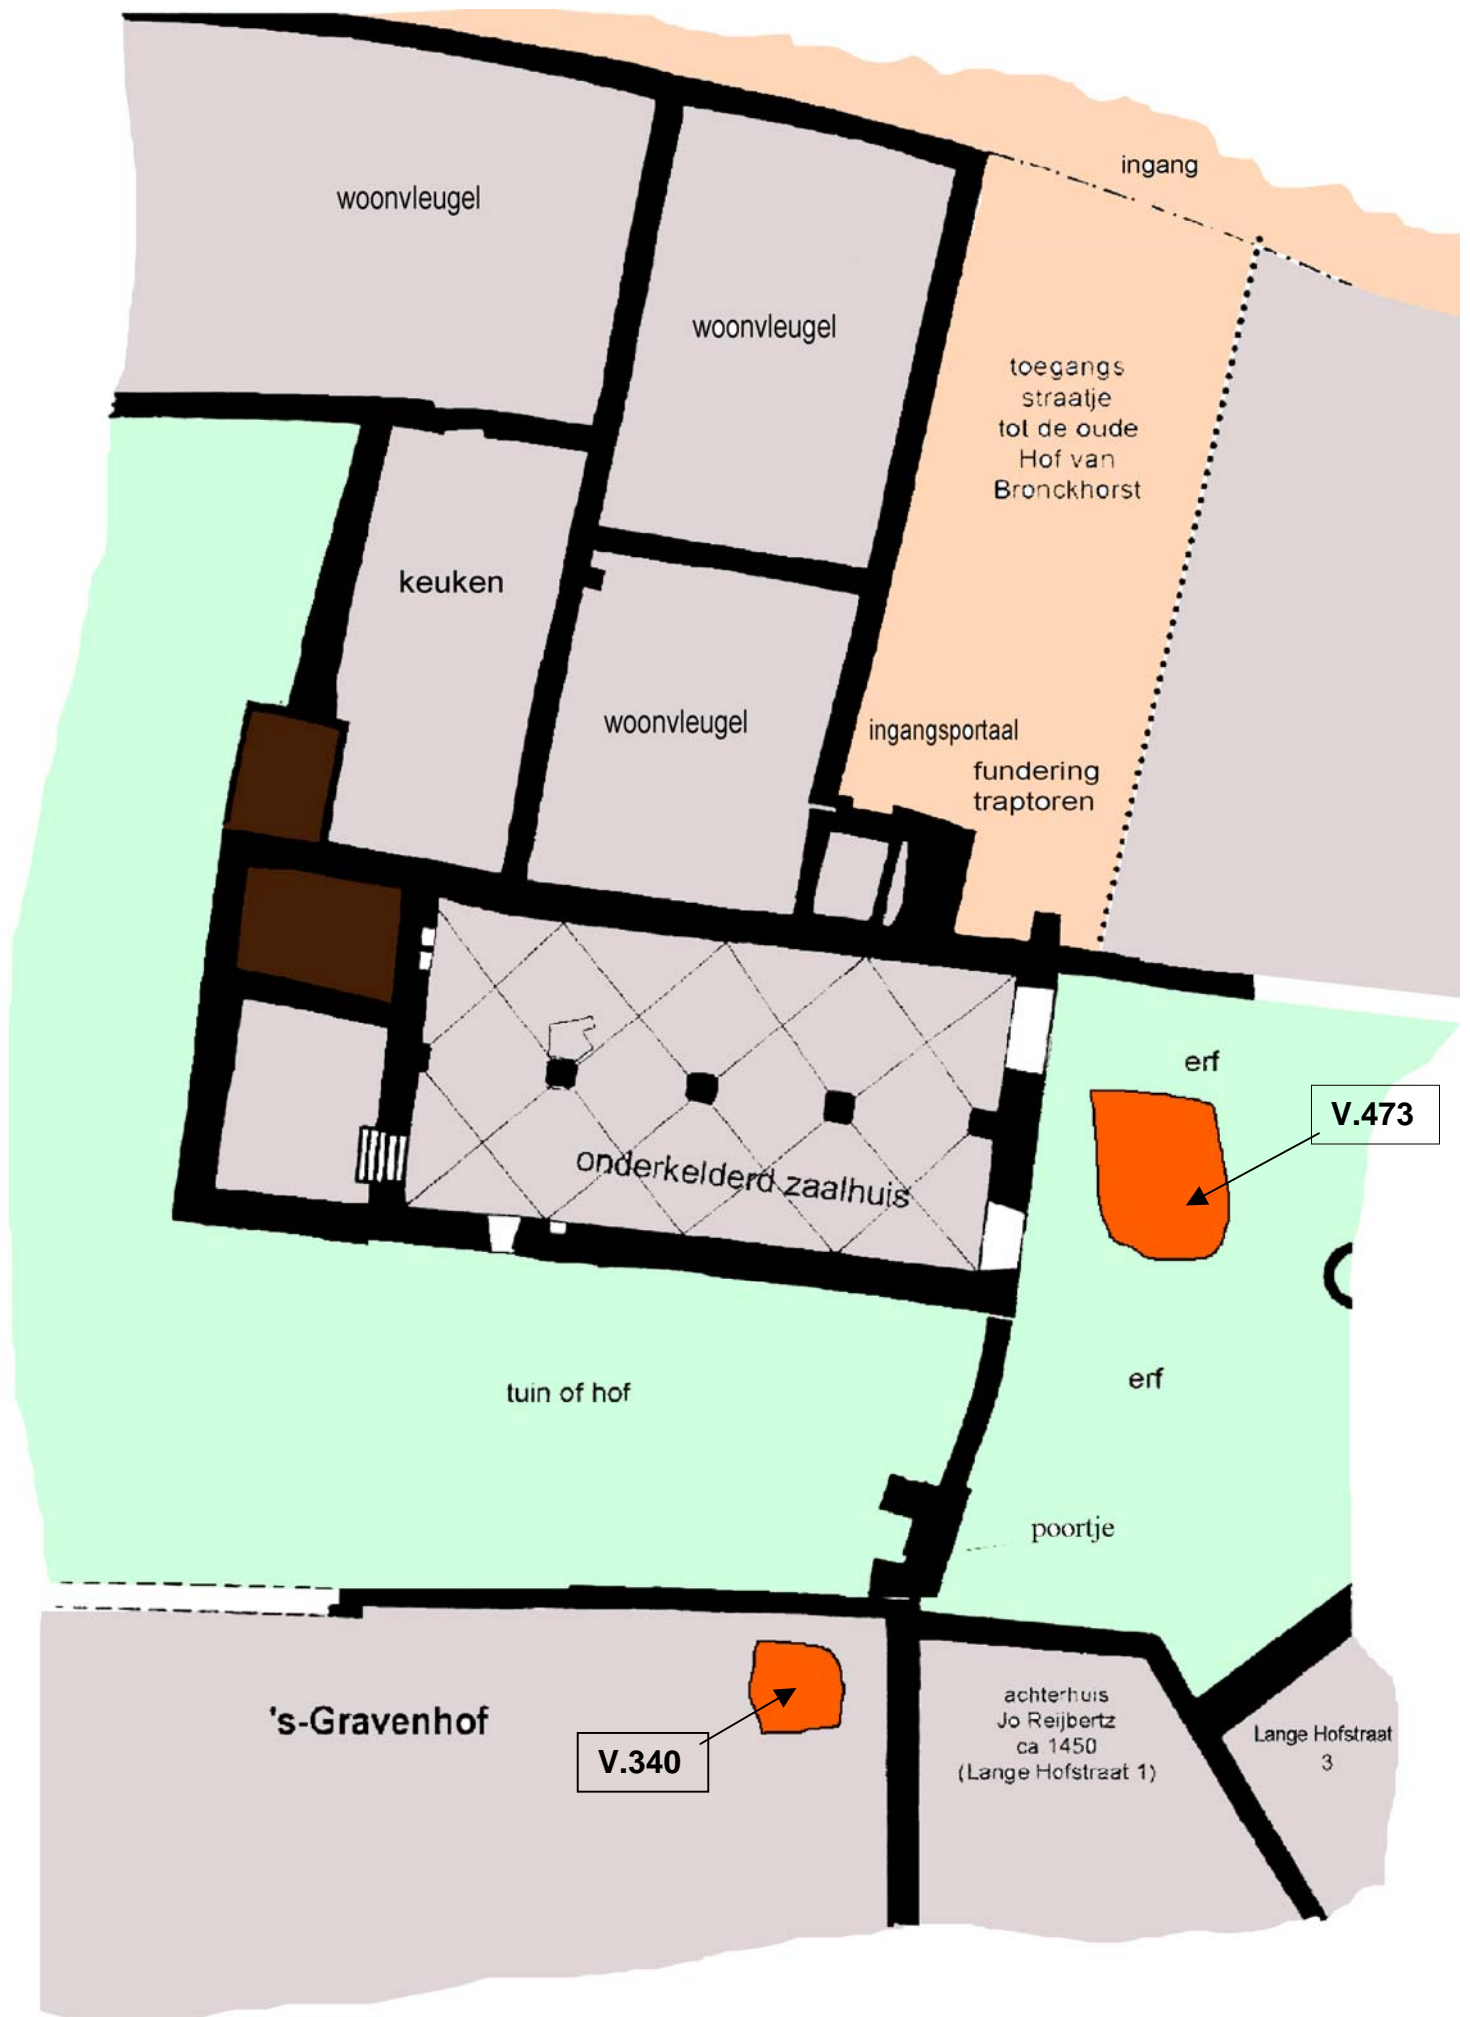 ingang
woonvleugel
woonvleugel
toegangs
straatje
tot de oude
Hof van
Bronckhorst
keuken
woonvleugel
ingangsportaal
fundering
traptoren
erf
V.473
onderkelderd zaalhuis
erf
tuin of hof
poortje
's-Gravenhof
V.340
achterhuis
Jo Reijbertz
ca 1450
(Lange Hofstraat 1)
Lange Hofstraat
3